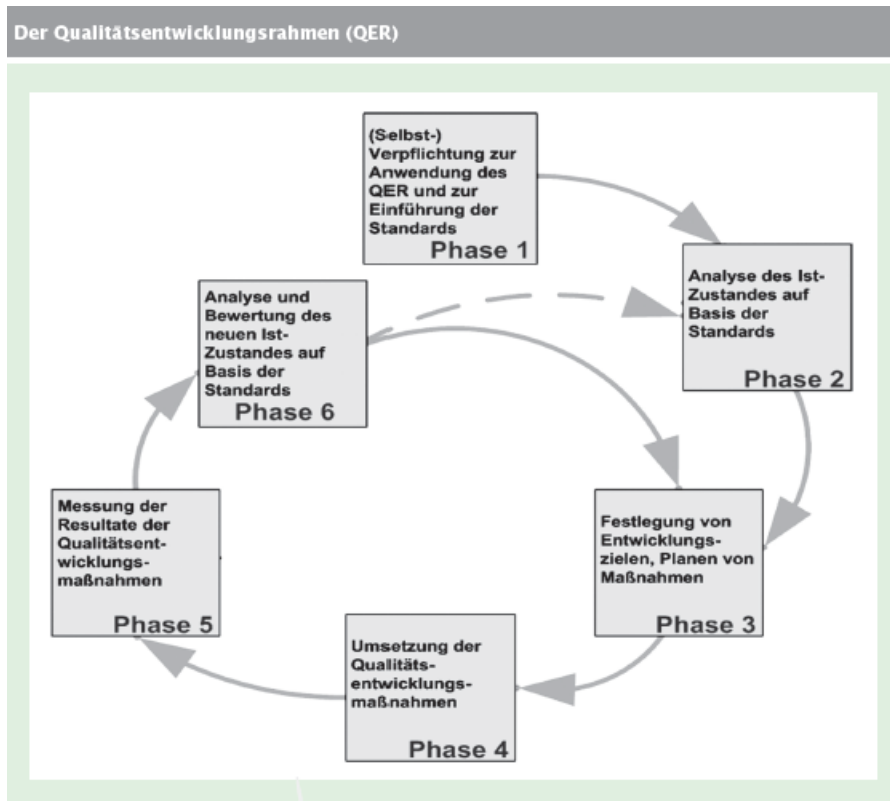 Der Qualitätsentwicklungsrahmen (QER)
(Selbst-)
Verpflichtung zur
Anwendung des
QER und zur
Einführung der
Standards
Phase 1
Analyse des Ist-
Zustandes auf
Basis der
Standards
Phase 2
Festlegung von
Entwicklungs-
zielen, Planen von
Maßnahmen
Phase 3
Umsetzung der
Qualitäts-
entwicklungs-
maßnahmen
Phase 4
Messung der
Resultate der
Qualitätsent-
wicklungs-
maßnahmen
Phase 5
Analyse und
Bewertung des
neuen Ist-
Zustandes auf
Basis der
Standards
Phase 6